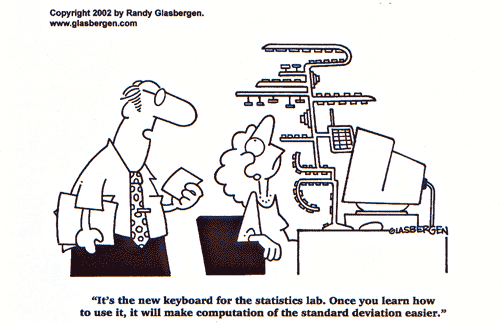 Copyright 2002 by Randy Glasbergen.
www.glasbergen.com
GLASBERGEN
"It's the new keyboard for the statistics lab. Once you learn how
to use it, it will make computation of the standard deviation easier."